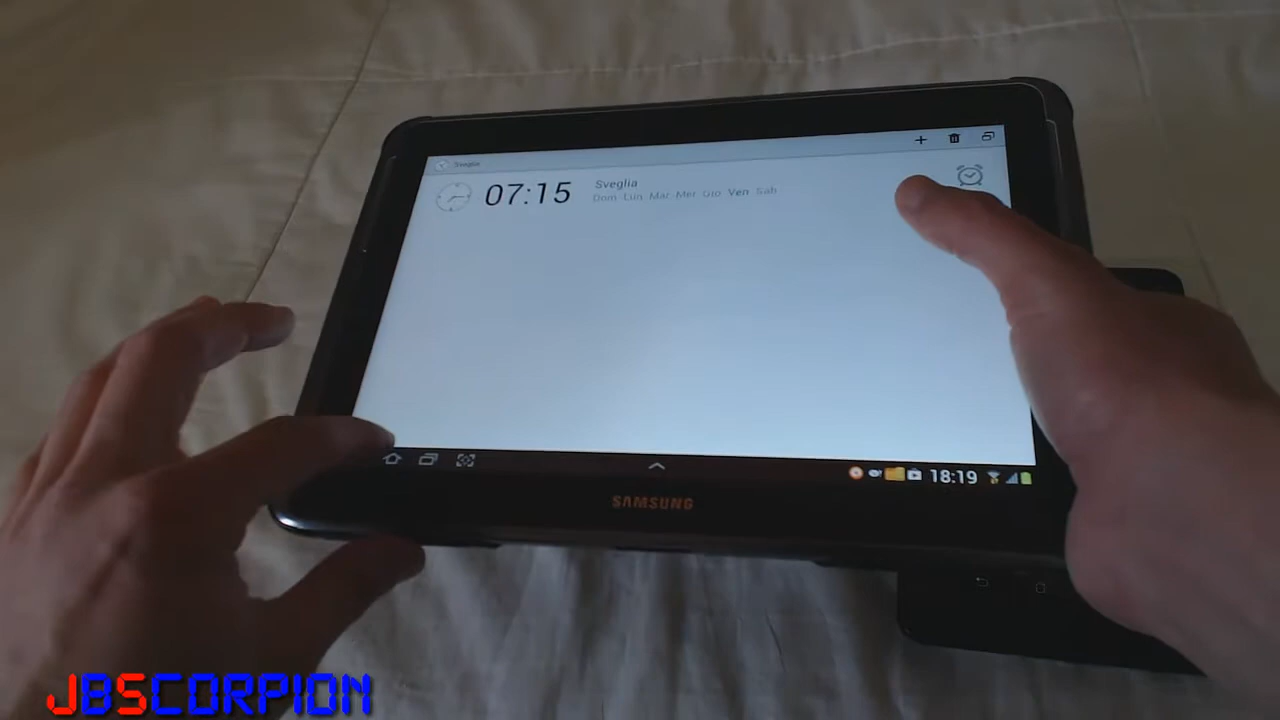 Sveglia
07:15
Sveglia
Dom Lun Mar Mer Gio Ven Sab
18:19
SAMSUNG
JBSCORPION